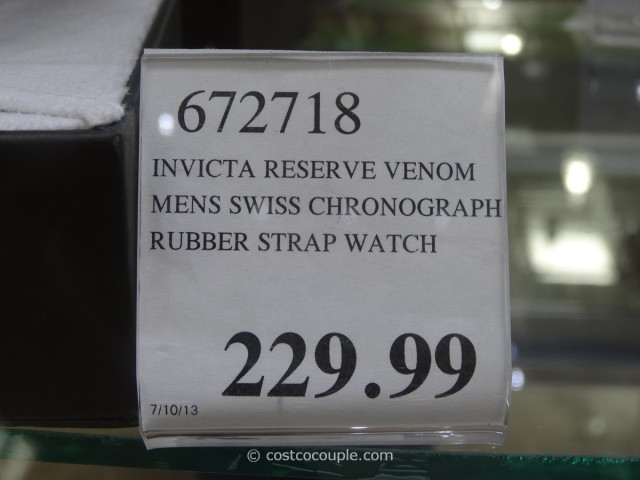 672718
INVICTA RESERVE VENOM
MENS SWISS CHRONOGRAPH
RUBBER STRAP WATCH
229.99
7/10/13
© costcocouple.com